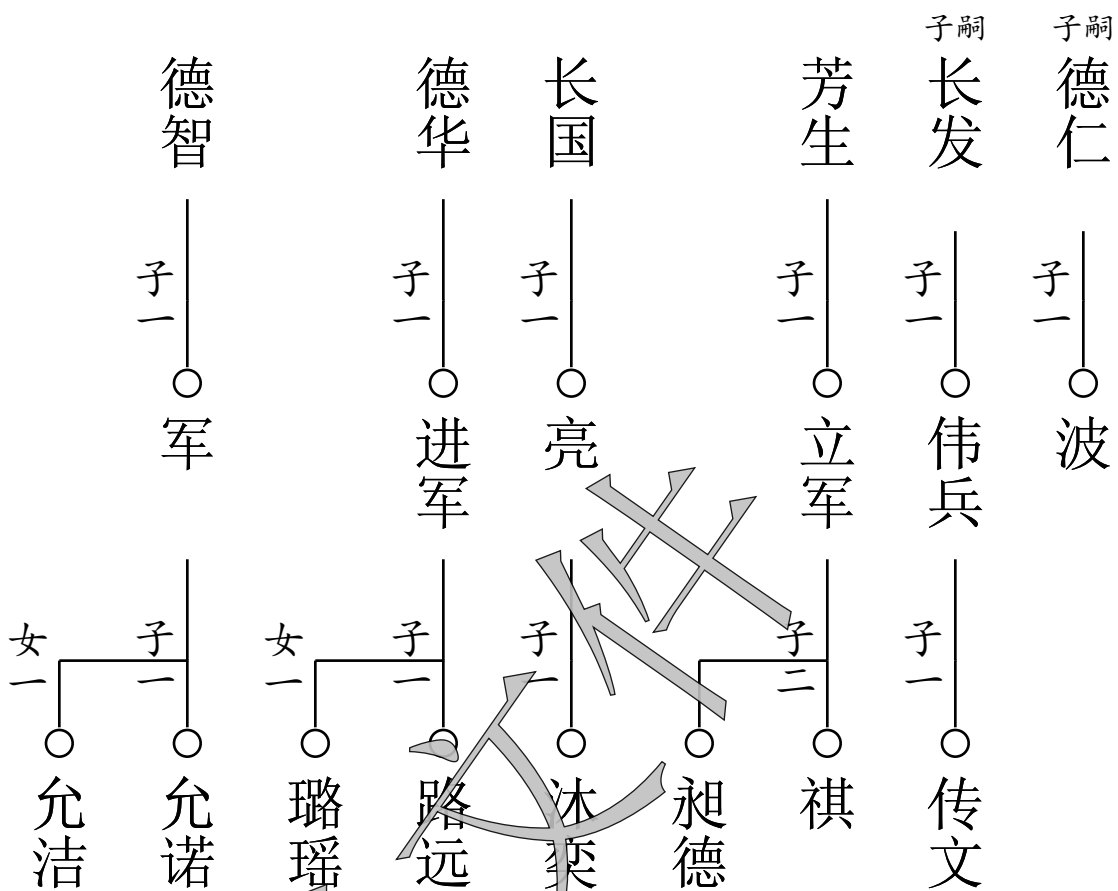 子嗣
子嗣
德仁
长发
芳生
长国
德华
德智
子一
子一
子一
子一
子一
子一
波
伟兵
立军
亮
进军
军
子一
子二
子一
子一
女一
子一
女一
传文
祺
昶德
沐奕
路远
璐瑶
允诺
允洁